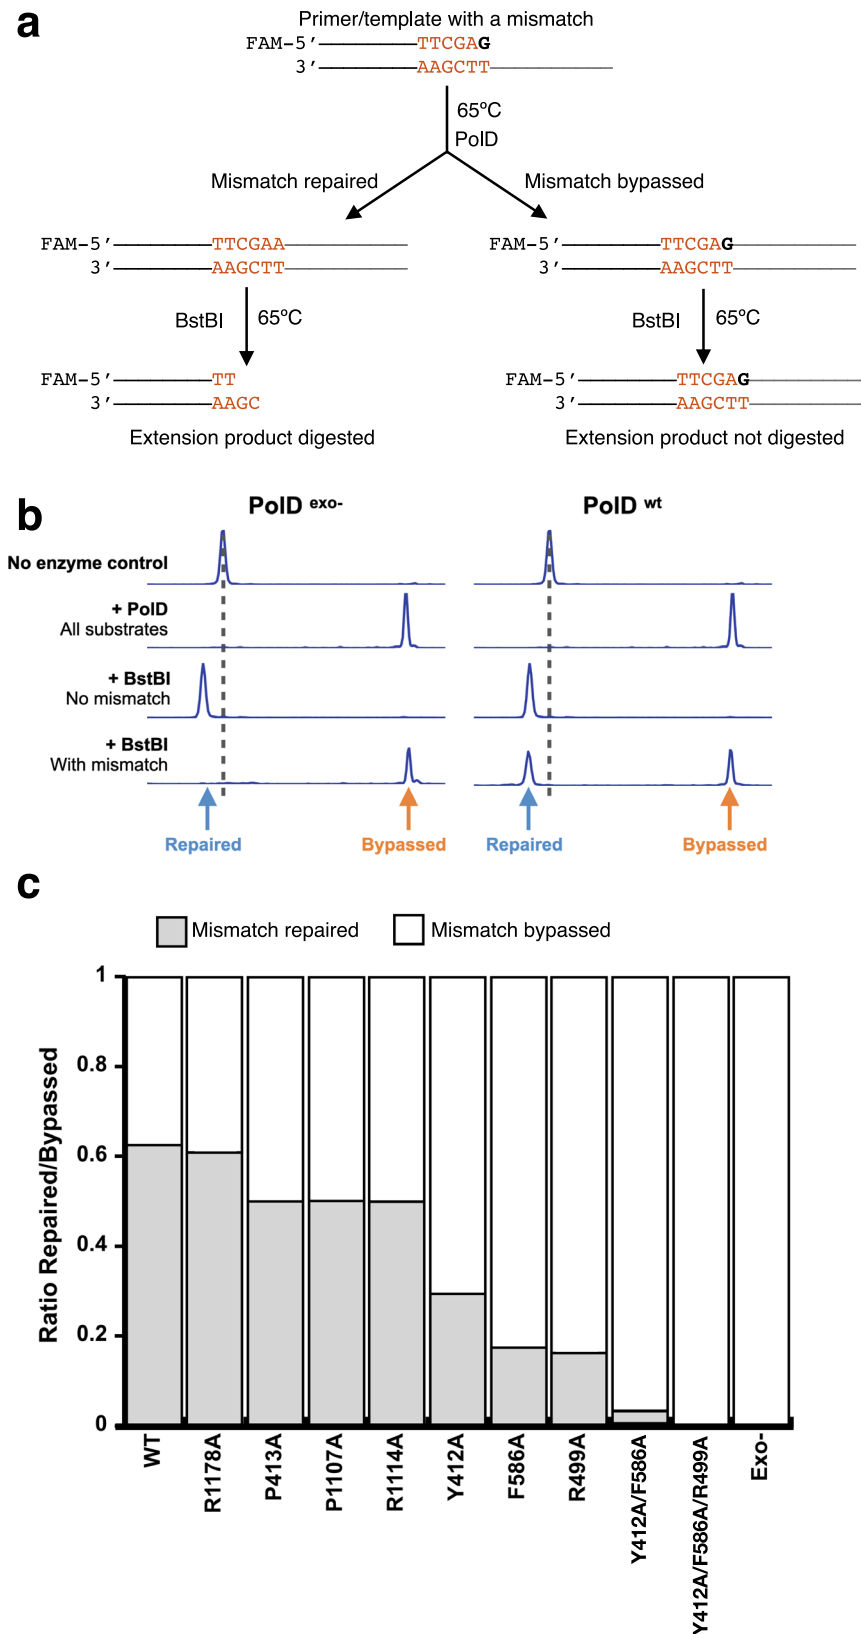 a
Primer/template with a mismatch
FAM-5’ TTCGAG
3’ AAGCTT
65ºC
PolD
Mismatch repaired
Mismatch bypassed
FAM-5’ TTCGAA
3’ AAGCTT
FAM-5’ TTCGAG
3’ AAGCTT
BstBI 65ºC
BstBI 65ºC
FAM-5’ TT
3’ AAGC
FAM-5’ TTCGAG
3’ AAGCTT
Extension product digested
Extension product not digested
b
PolD exo-
PolD wt
No enzyme control
+ PolD
All substrates
+ BstBI
No mismatch
+ BstBI
With mismatch
Repaired
Bypassed
Repaired
Bypassed
c
Mismatch repaired
Mismatch bypassed
Ratio Repaired/Bypassed
1
0.8
0.6
0.4
0.2
0
WT
R1178A
P413A
P1107A
R1114A
Y412A
F586A
R499A
Y412A/F586A
Y412A/F586A/R499A
Exo-